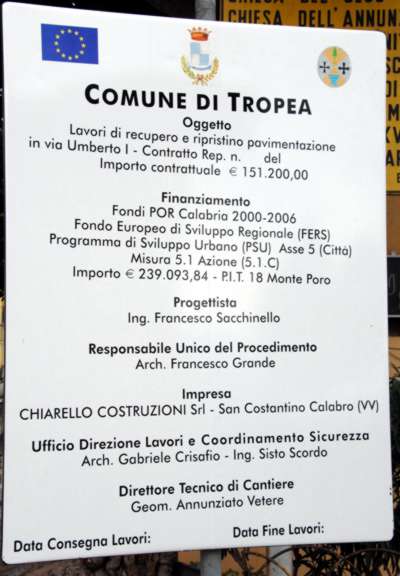 COMUNE DI TROPEA
Oggetto
Lavori di recupero e ripristino pavimentazione
in via Umberto I - Contratto Rep. n. del
Importo contrattuale € 151.200,00
Finanziamento
Fondi POR Calabria 2000-2006
Fondo Europeo di Sviluppo Regionale (FERS)
Programma di Sviluppo Urbano (PSU) Asse 5 (Città)
Misura 5.1 Azione (5.1.C)
Importo € 239.093,84 - P.I.T. 18 Monte Poro
Progettista
Ing. Francesco Sacchinello
Responsabile Unico del Procedimento
Arch. Francesco Grande
Impresa
CHIARELLO COSTRUZIONI Srl - San Costantino Calabro (VV)
Ufficio Direzione Lavori e Coordinamento Sicurezza
Arch. Gabriele Crisafio - Ing. Sisto Scordo
Direttore Tecnico di Cantiere
Geom. Annunziato Vetere
Data Consegna Lavori: Data Fine Lavori:
CHIESA DELL'ANNUN